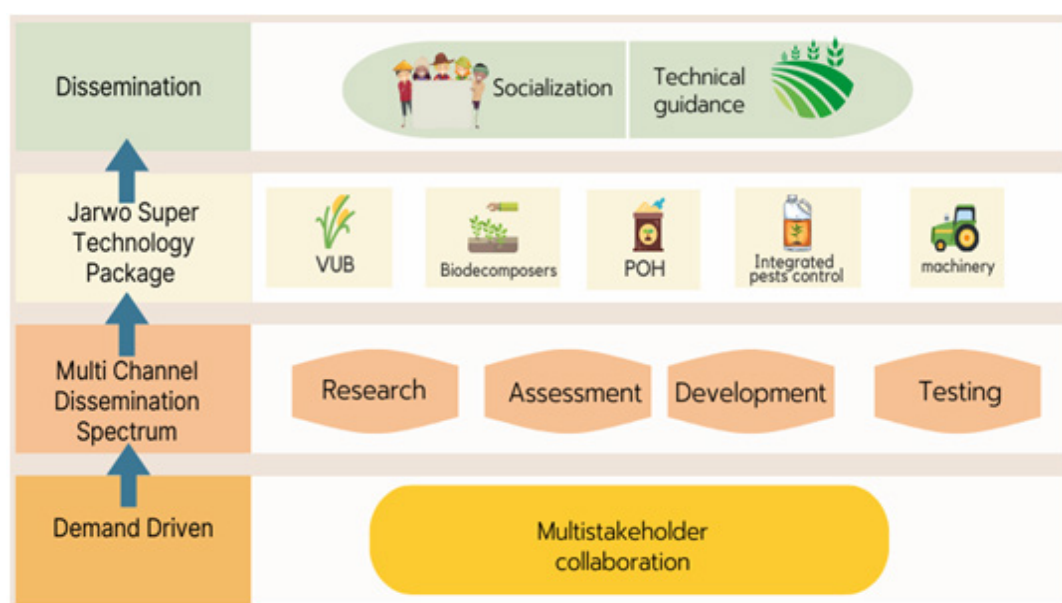 Dissemination
Socialization
Technical
guidance
Jarwo Super
Technology
Package
VUB
Biodecomposers
POH
Integrated
pests control
machinery
Multi Channel
Dissemination
Spectrum
Research
Assessment
Development
Testing
Demand Driven
Multistakeholder
collaboration